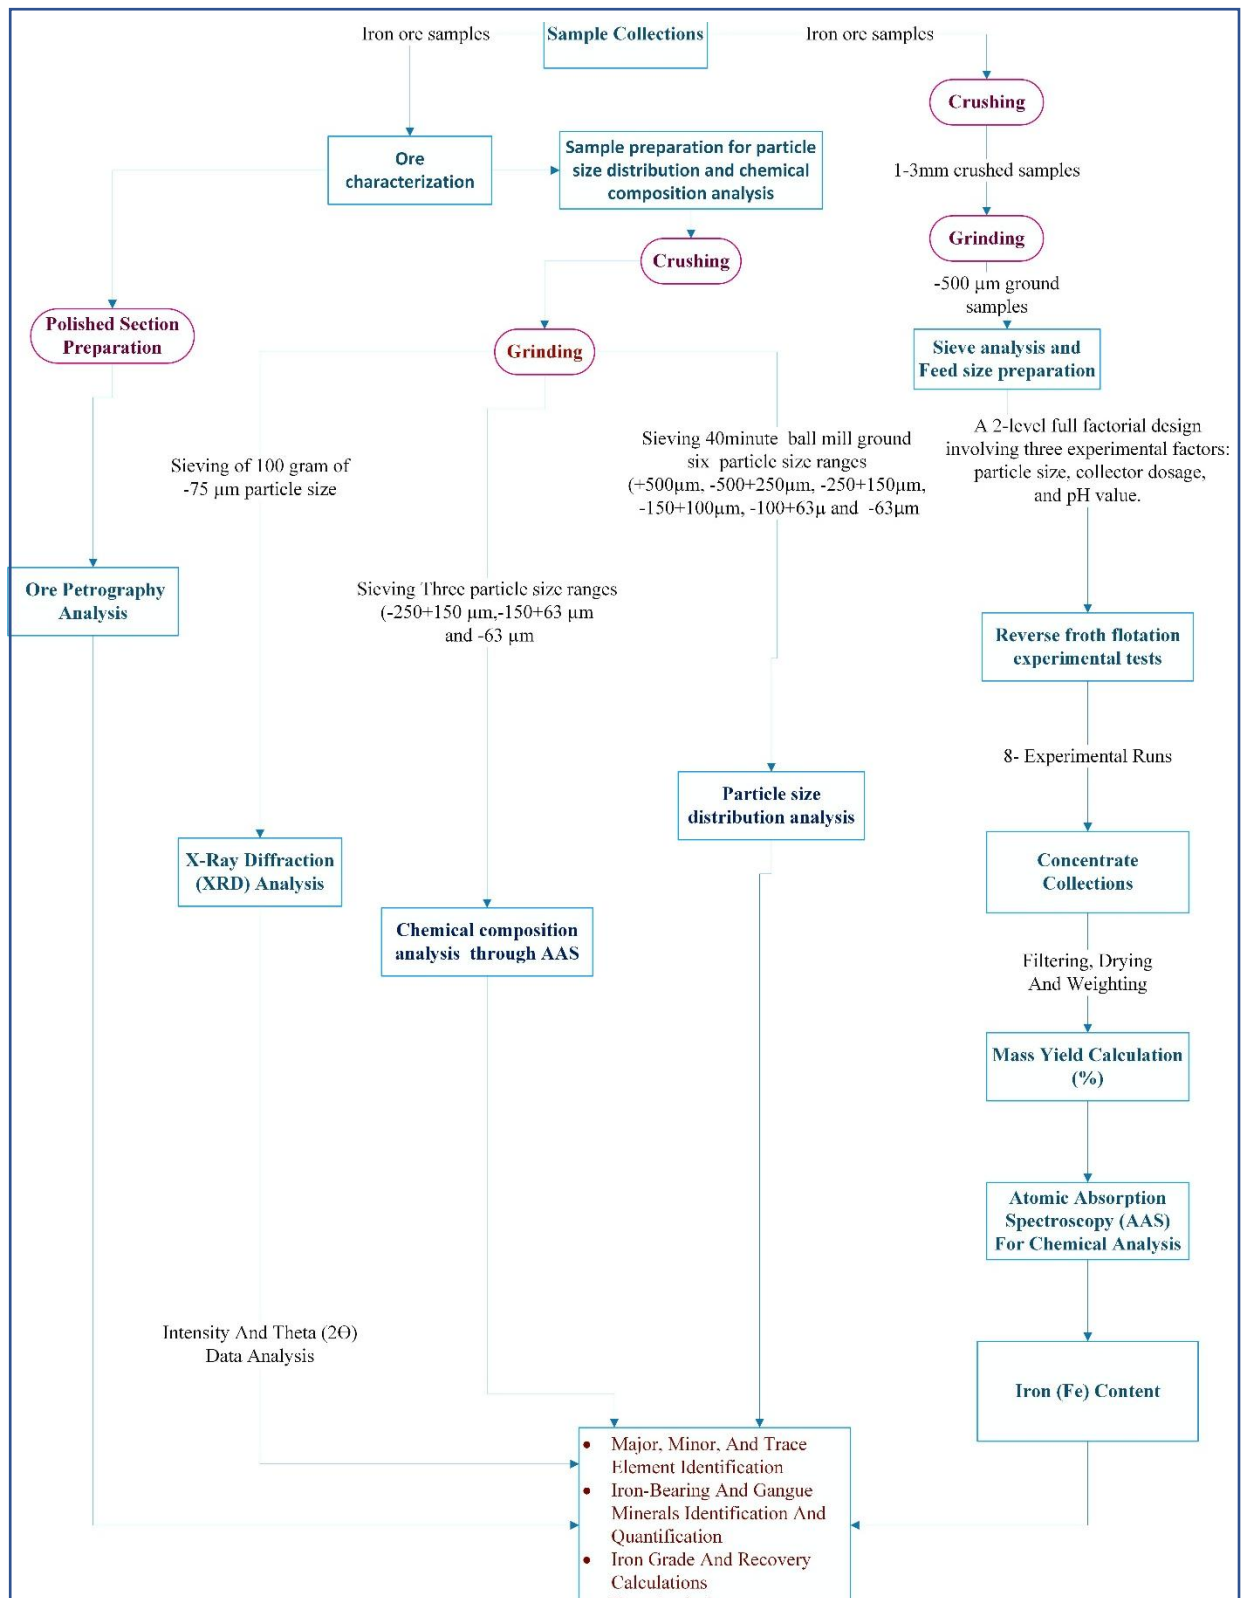 Iron ore samples
Sample Collections
Iron ore samples
Crushing
Ore
characterization
Sample preparation for particle
size distribution and chemical
composition analysis
1-3mm crushed samples
Grinding
Crushing
-500 µm ground
samples
Polished Section
Preparation
Grinding
Sieve analysis and
Feed size preparation
Sieving of 100 gram of
-75 µm particle size
Sieving 40minute ball mill ground
six particle size ranges
(+500µm, -500+250µm, -250+150µm,
-150+100µm, -100+63µ and -63µm
A 2-level full factorial design
involving three experimental factors:
particle size, collector dosage,
and pH value.
Ore Petrography
Analysis
Sieving Three particle size ranges
(-250+150 µm,-150+63 µm
and -63 µm
Reverse froth flotation
experimental tests
8- Experimental Runs
Particle size
distribution analysis
X-Ray Diffraction
(XRD) Analysis
Concentrate
Collections
Chemical composition
analysis through AAS
Filtering, Drying
And Weighting
Mass Yield Calculation
(%)
Atomic Absorption
Spectroscopy (AAS)
For Chemical Analysis
Intensity And Theta (2Θ)
Data Analysis
Iron (Fe) Content
• Major, Minor, And Trace
Element Identification
• Iron-Bearing And Gangue
Minerals Identification And
Quantification
• Iron Grade And Recovery
Calculations